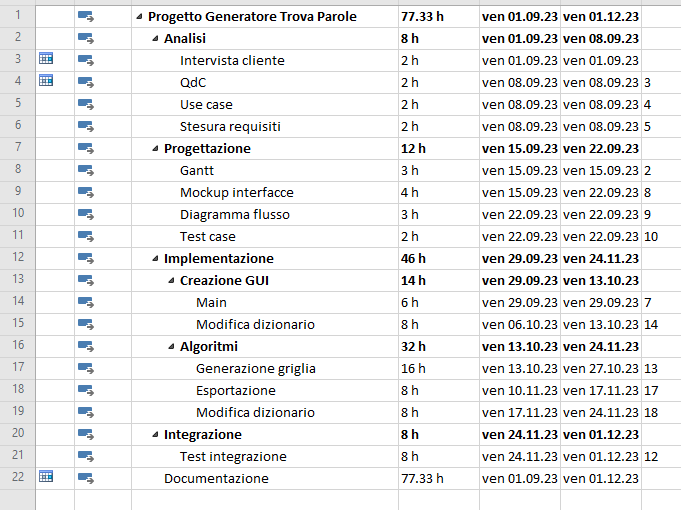 1 Progetto Generatore Trova Parole 77.33 h ven 01.09.23 ven 01.12.23
2 Analisi 8 h ven 01.09.23 ven 08.09.23
3 Intervista cliente 2 h ven 01.09.23 ven 01.09.23
4 QdC 2 h ven 08.09.23 ven 08.09.23 3
5 Use case 2 h ven 08.09.23 ven 08.09.23 4
6 Stesura requisiti 2 h ven 08.09.23 ven 08.09.23 5
7 Progettazione 12 h ven 15.09.23 ven 22.09.23
8 Gantt 3 h ven 15.09.23 ven 15.09.23 2
9 Mockup interfacce 4 h ven 15.09.23 ven 22.09.23 8
10 Diagramma flusso 3 h ven 22.09.23 ven 22.09.23 9
11 Test case 2 h ven 22.09.23 ven 22.09.23 10
12 Implementazione 46 h ven 29.09.23 ven 24.11.23
13 Creazione GUI 14 h ven 29.09.23 ven 13.10.23
14 Main 6 h ven 29.09.23 ven 29.09.23 7
15 Modifica dizionario 8 h ven 06.10.23 ven 13.10.23 14
16 Algoritmi 32 h ven 13.10.23 ven 24.11.23
17 Generazione griglia 16 h ven 13.10.23 ven 27.10.23 13
18 Esportazione 8 h ven 10.11.23 ven 17.11.23 17
19 Modifica dizionario 8 h ven 17.11.23 ven 24.11.23 18
20 Integrazione 8 h ven 24.11.23 ven 01.12.23
21 Test integrazione 8 h ven 24.11.23 ven 01.12.23 12
22 Documentazione 77.33 h ven 01.09.23 ven 01.12.23